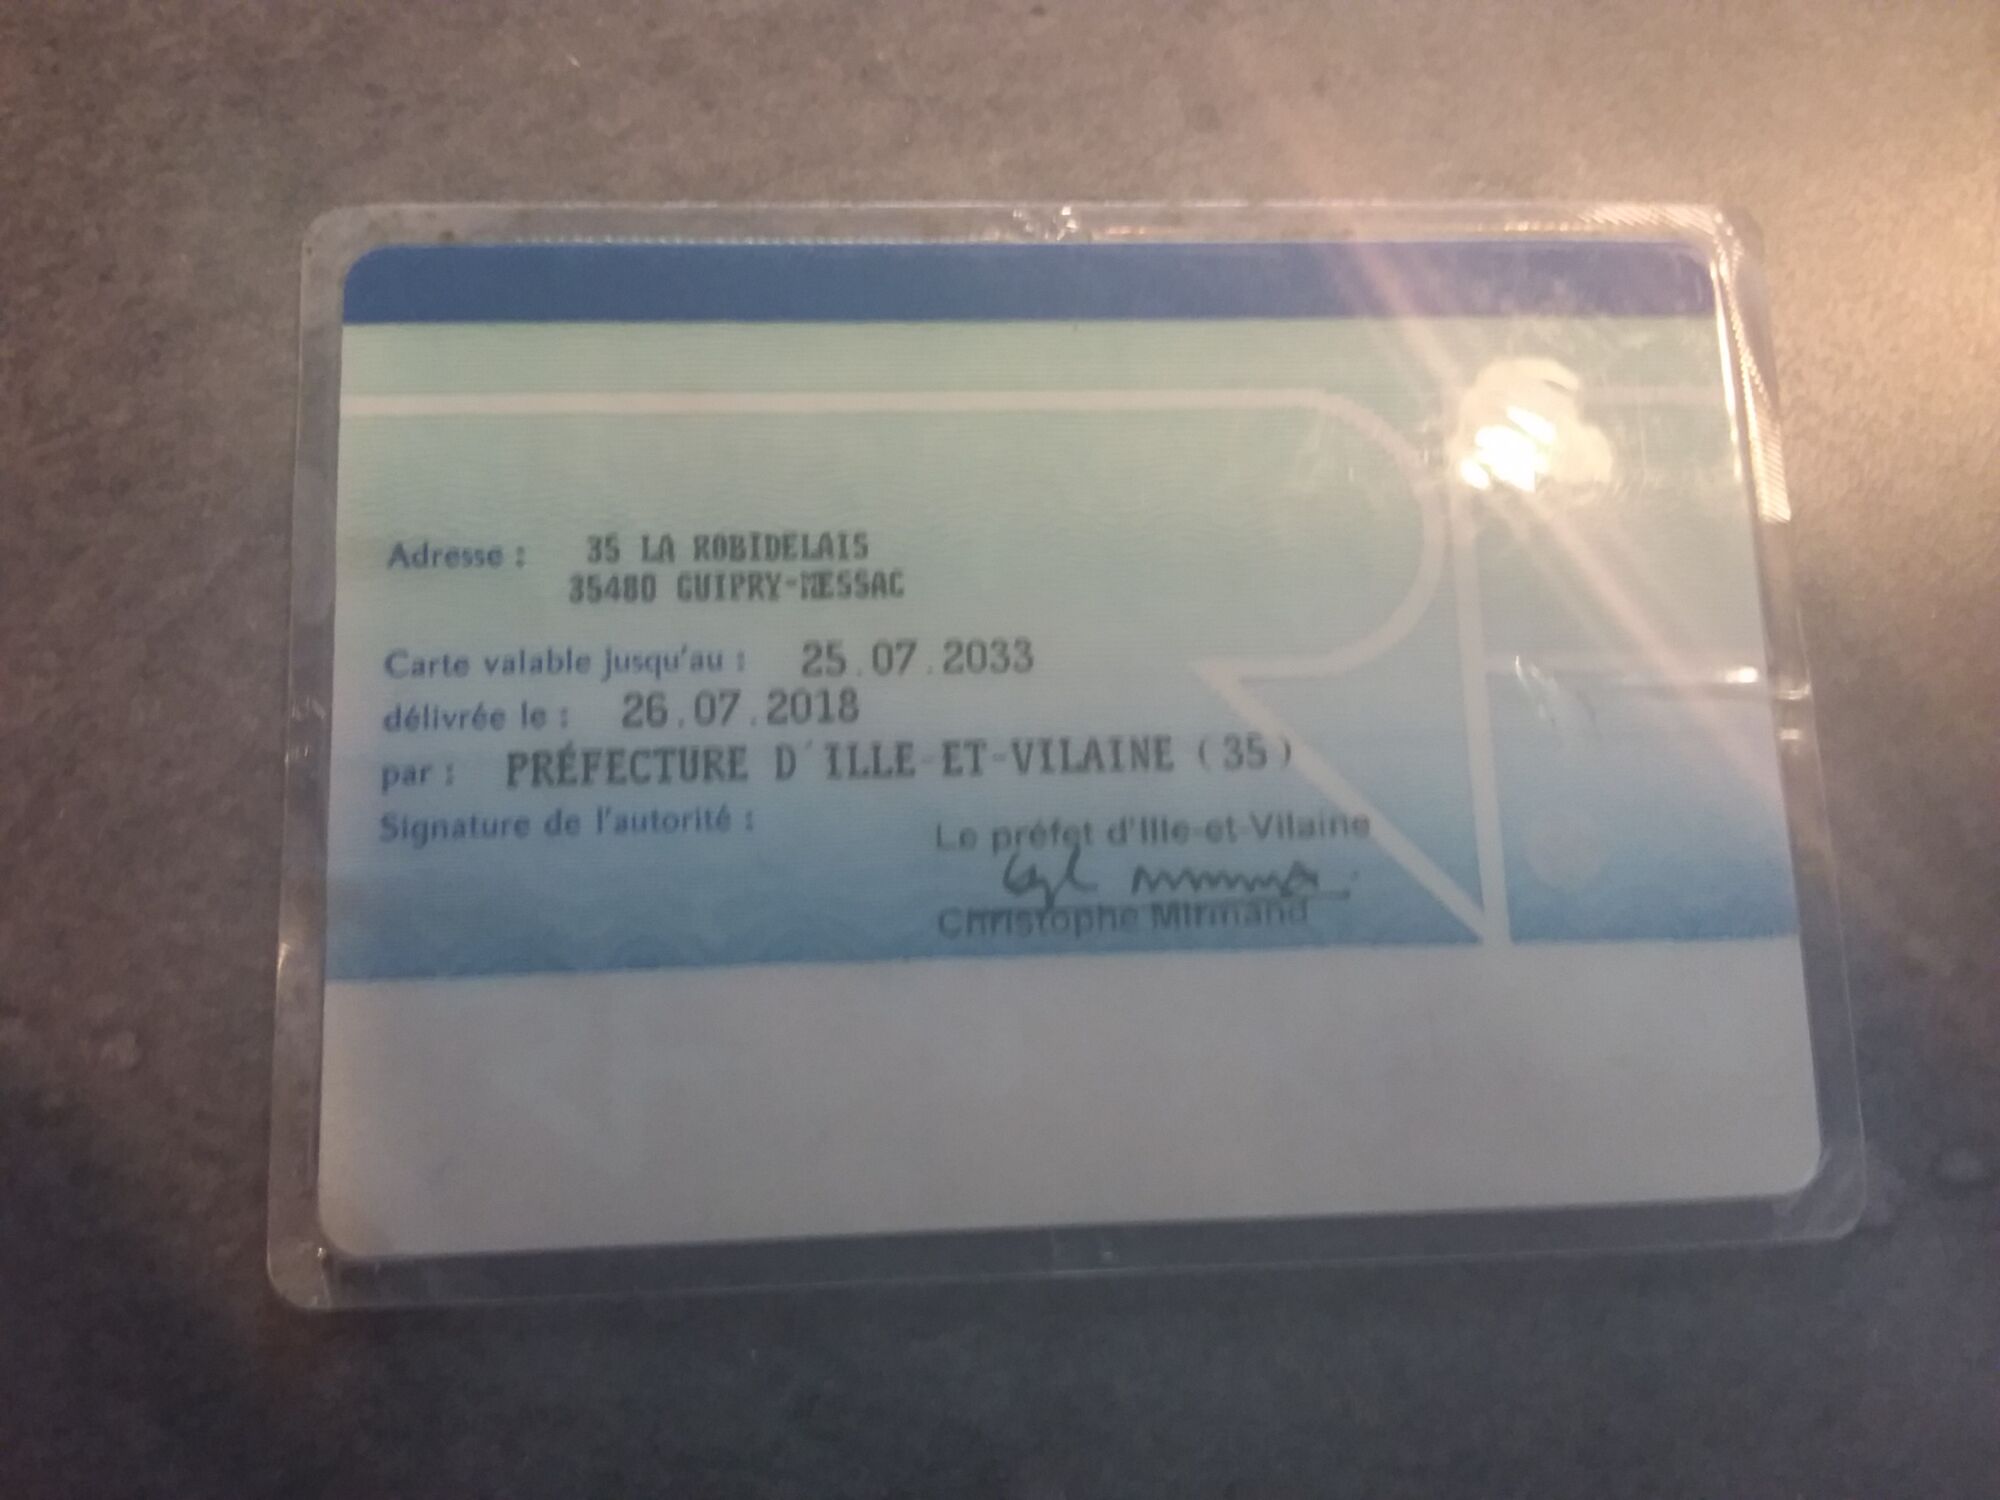 Adresse : 35 LA ROBIDELAIS
35480 GUIPRY-MESSAC
Carte valable jusqu'au : 25.07.2033
délivrée le : 26.07.2018
par : PRÉFECTURE D'ILLE-ET-VILAINE (35)
Signature de l'autorité :
Le préfet d'Ille-et-Vilaine
Christophe Mirmand